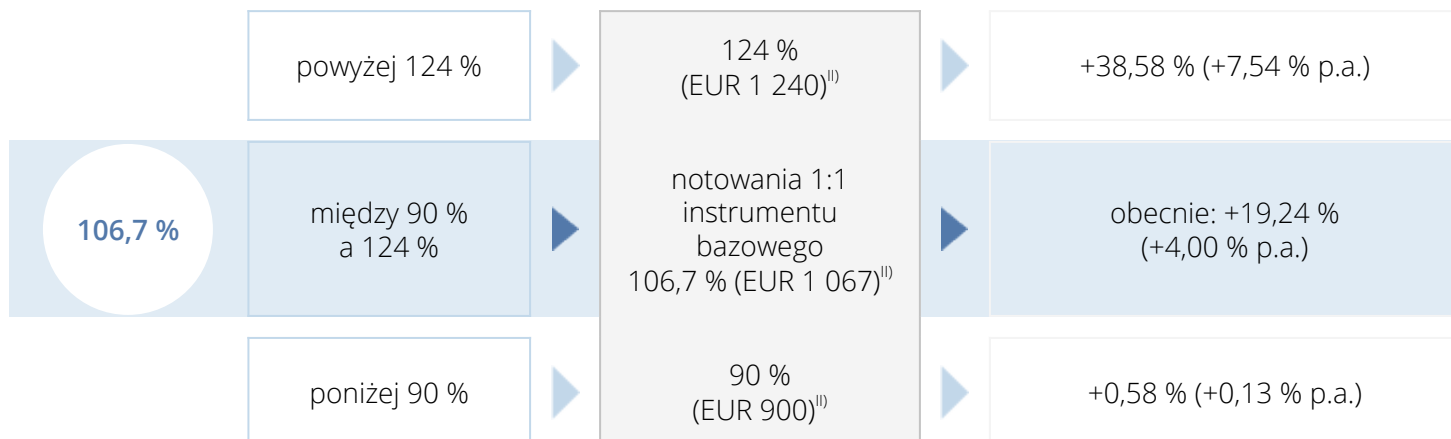 powyżej 124 %
124 %
(EUR 1 240)II)
+38,58 % (+7,54 % p.a.)
106,7 %
między 90 %
a 124 %
notowania 1:1
instrumentu
bazowego
106,7 % (EUR 1 067)II)
obecnie: +19,24 %
(+4,00 % p.a.)
poniżej 90 %
90 %
(EUR 900)II)
+0,58 % (+0,13 % p.a.)